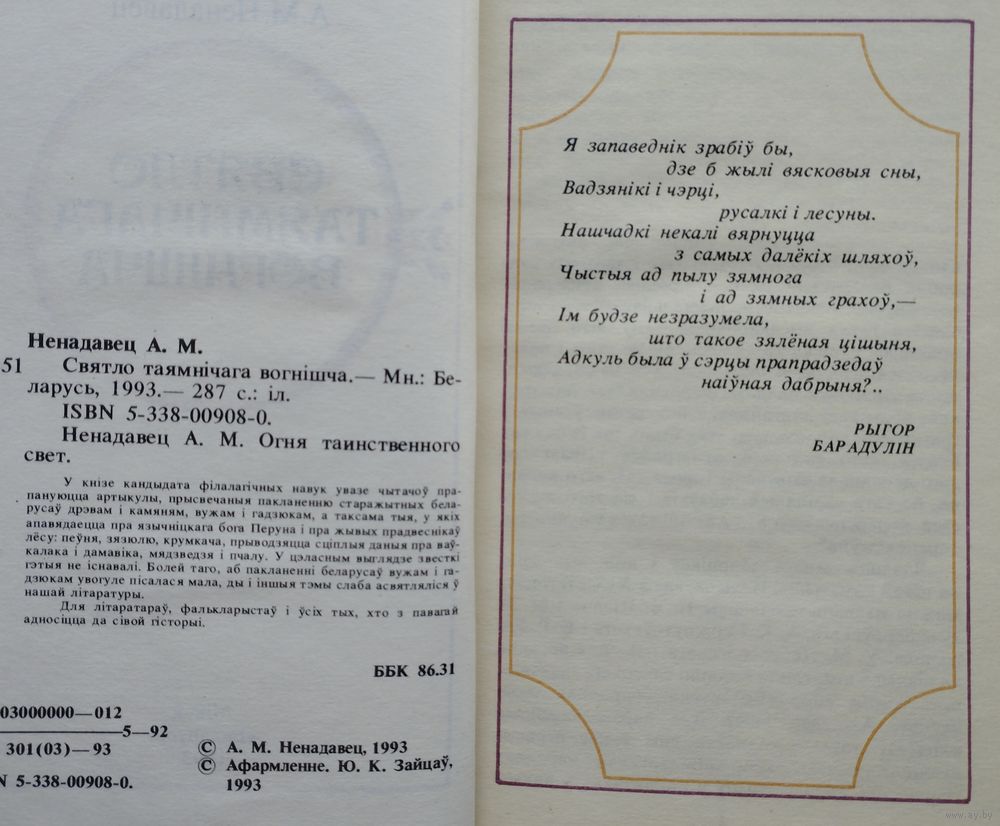 Ненадавец А. М.
51 Святло таямнічага вогнішча.— Мн.: Бе-
ларусь, 1993.— 287 с.: іл.
ISBN 5-338-00908-0.
Ненадавец А. М. Огня таинственного
свет.
У кнізе кандыдата філалагічных навук увазе чытачоў пра-
пануюцца артыкулы, прысвечаныя пакланенню старажытных бела-
русаў дрэвам і камяням, вужам і гадзюкам, а таксама тыя, у якіх
апавядаецца пра язычніцкага бога Перуна і пра жывых прадвеснікаў
лёсу: пеўня, зязюлю, крумкача, прыводзяцца сціплыя даныя пра ваў-
калака і дамавіка, мядзведзя і пчалу. У цэласным выглядзе звесткі
гэтыя не існавалі. Болей таго, аб пакланенні беларусаў вужам і га-
дзюкам увогуле пісалася мала, ды і іншыя тэмы слаба асвятляліся ў
нашай літаратуры.
Для літаратараў, фалькларыстаў і ўсіх тых, хто з павагай
адносіцца да сівой гісторыі.
ББК 86.31
03000000—012
5—92
301(03)—93
N 5-338-00908-0.
© А. М. Ненадавец, 1993
© Афармленне. Ю. К. Зайцаў,
1993
Я запаведнік зрабіў бы,
дзе б жылі вясковыя сны,
Вадзянікі і чэрці,
русалкі і лесуны.
Нашчадкі некалі вярнуцца
з самых далёкіх шляхоў,
Чыстыя ад пылу зямнога
і ад зямных грахоў,—
Ім будзе незразумела,
што такое зялёная цішыня,
Адкуль была ў сэрцы прапрадзедаў
наіўная дабрыня?..
РЫГОР
БАРАДУЛІН
www.ay.by